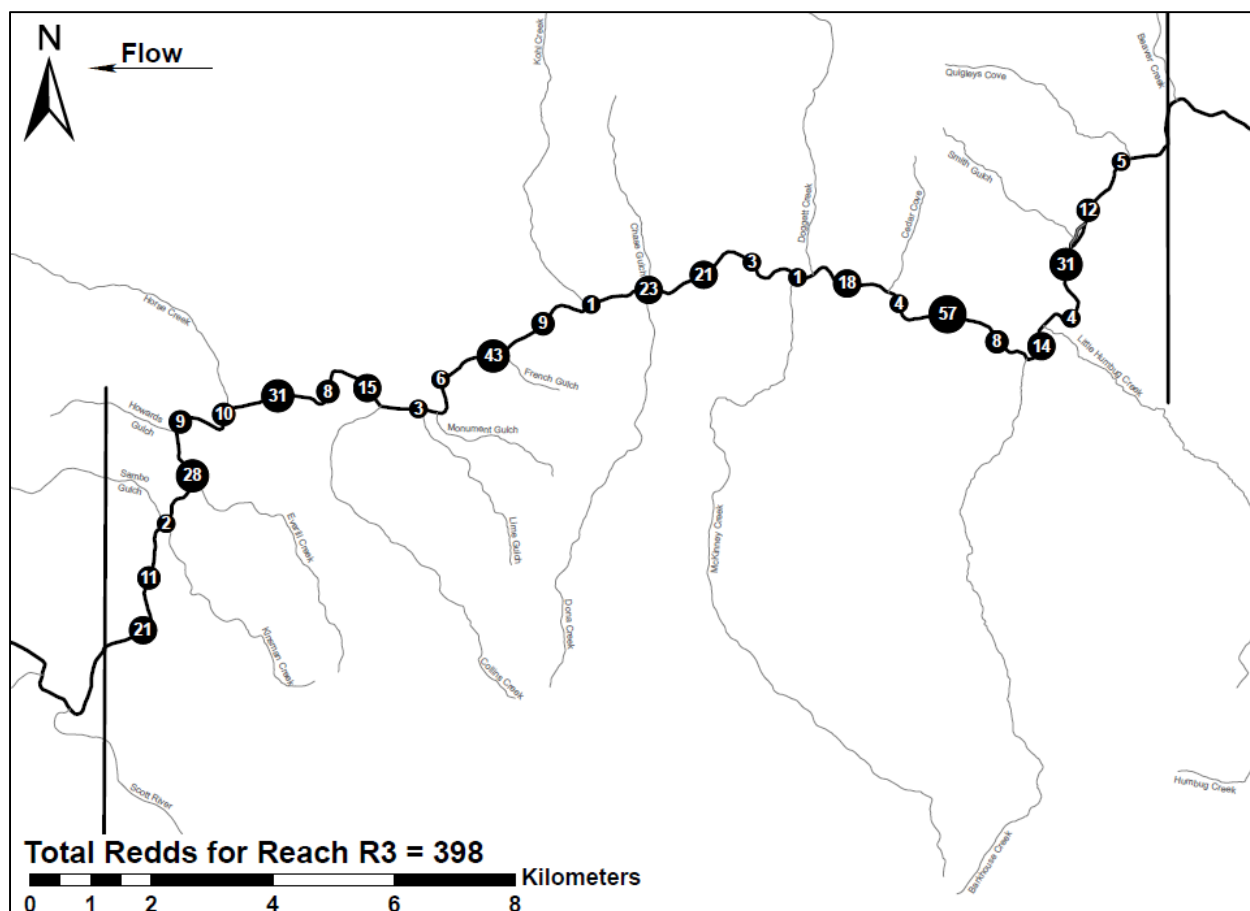 N
Flow
Kohl Creek
Beaver Creek
Quigleys Cove
Smith Gulch
Chase Gulch
Doggett Creek
Cedar Cove
5
12
31
4
14
8
57
4
18
1
3
21
23
1
9
43
6
3
15
8
31
10
9
28
2
11
21
Horse Creek
Howards
Gulch
Sambo
Gulch
Everill Creek
Kinsman Creek
French Gulch
Monument Gulch
Lime Gulch
Collins Creek
Dona Creek
McKinney Creek
Little Humbug Creek
Barkhouse Creek
Humbug Creek
Scott River
Total Redds for Reach R3 = 398
Kilometers
0 1 2 4 6 8